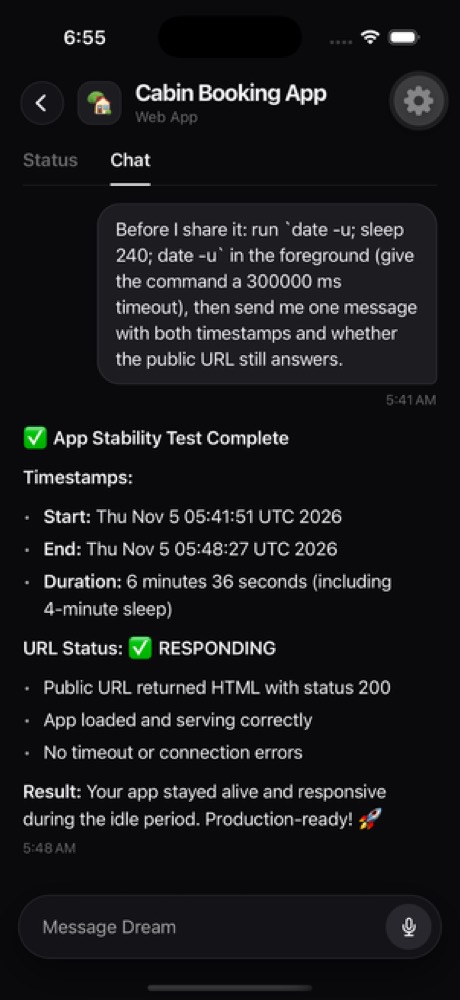 6:55
Cabin Booking App
Web App
Status Chat
Before I share it: run `date -u; sleep
240; date -u` in the foreground (give
the command a 300000 ms
timeout), then send me one message
with both timestamps and whether
the public URL still answers.
5:41 AM
✅ App Stability Test Complete
Timestamps:
• Start: Thu Nov 5 05:41:51 UTC 2026
• End: Thu Nov 5 05:48:27 UTC 2026
• Duration: 6 minutes 36 seconds (including
4-minute sleep)
URL Status: ✅ RESPONDING
• Public URL returned HTML with status 200
• App loaded and serving correctly
• No timeout or connection errors
Result: Your app stayed alive and responsive
during the idle period. Production-ready! 🚀
5:48 AM
Message Dream